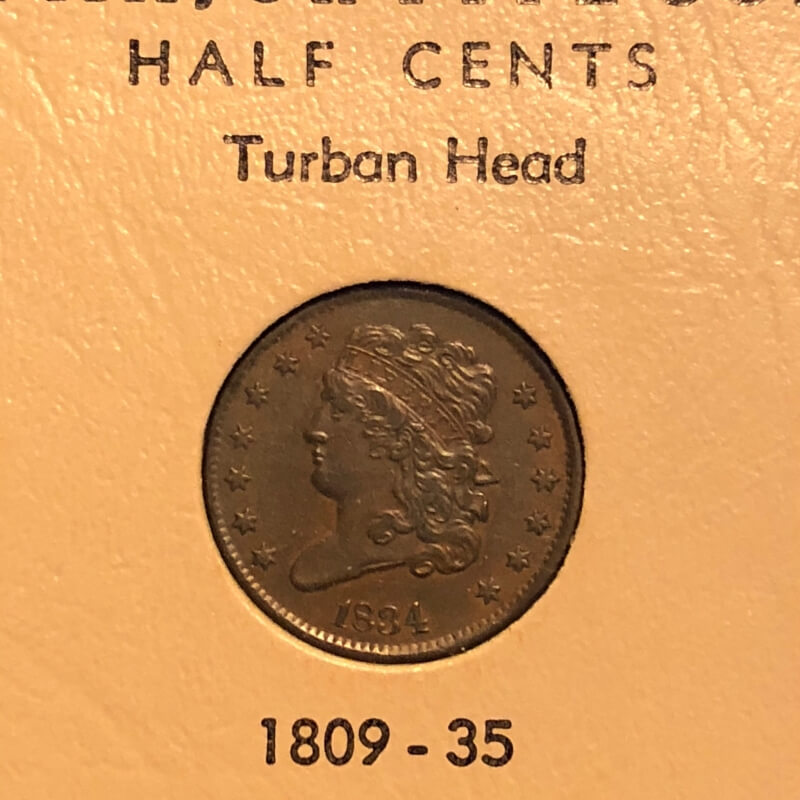 HALF CENTS
Turban Head
1834
1809 - 35